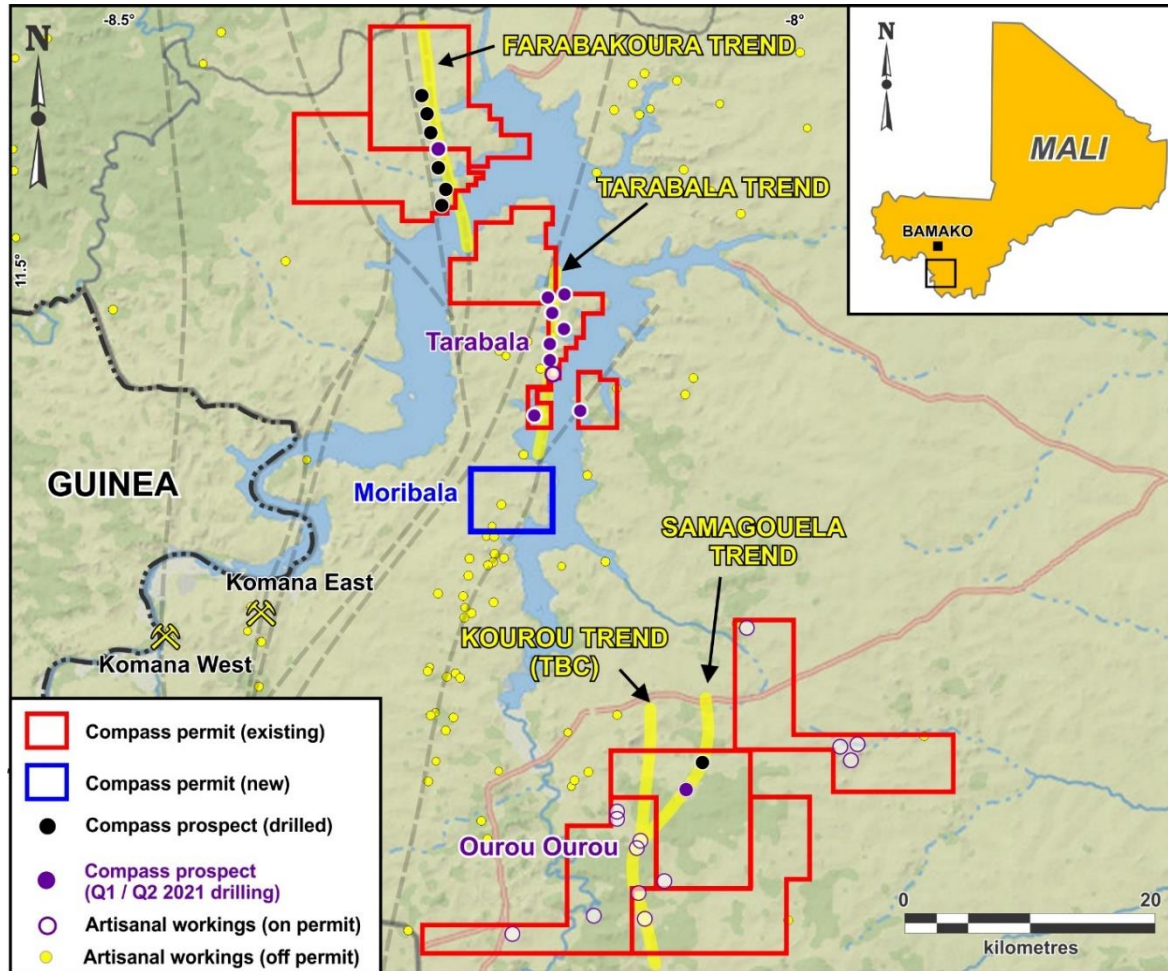 -8.5°
-8°
N
FARABAKOURA TREND
N
MALI
BAMAKO
TARABALA TREND
11.5°
Tarabala
GUINEA
Moribala
SAMAGOUELA
TREND
Komana East
KOUROU TREND
(TBC)
Komana West
Ourou Ourou
Compass permit (existing)
Compass permit (new)
Compass prospect (drilled)
Compass prospect
(Q1 / Q2 2021 drilling)
Artisanal workings (on permit)
Artisanal workings (off permit)
0
20
kilometres